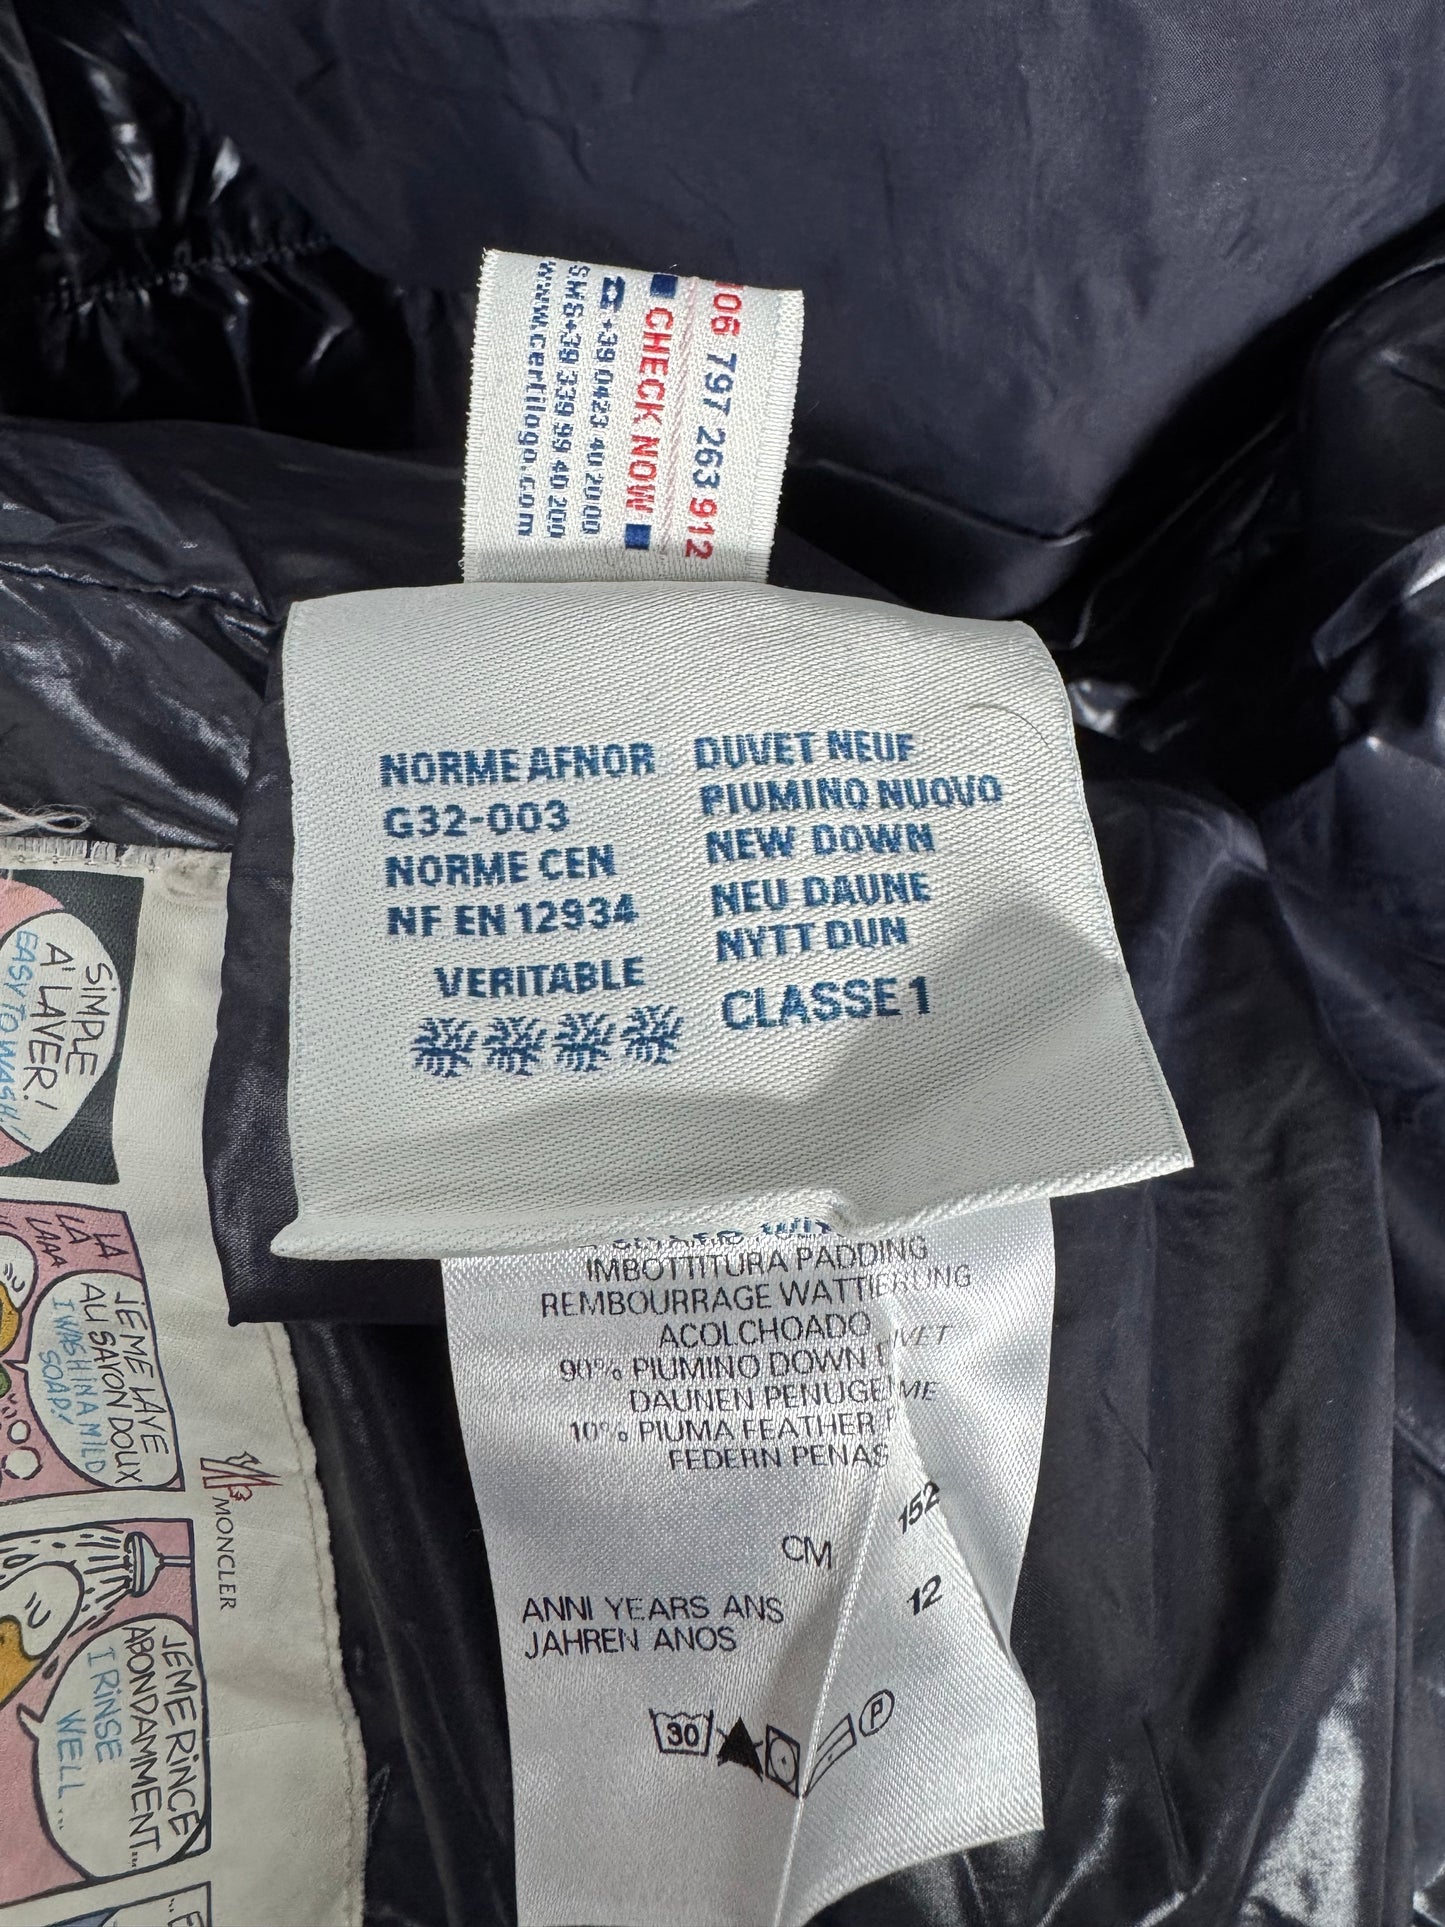 797 263 912
CHECK NOW
+39 0423 40 20 00
SMS+39 339 99 40 200
www.certilogo.com
NORME AFNOR
G32-003
NORME CEN
NF EN 12934
VERITABLE
DUVET NEUF
PIUMINO NUOVO
NEW DOWN
NEU DAUNE
NYTT DUN
CLASSE 1
IMBOTTITURA PADDING
REMBOURRAGE WATTIERUNG
ACOLCHOADO
90% PIUMINO DOWN
DAUNEN PENUGE
10% PIUMA FEATHER
FEDERN PENAS
CM 152
ANNI YEARS ANS 12
JAHREN ANOS
30
P
SIMPLE
A' LAVER!
EASY TO WASH!
LA
LA
LAAA
JE ME LAVE
AU SAVON DOUX
I WASH IN A MILD
SOAP!
MONCLER
JE ME RINCE
ABONDAMMENT...
I RINSE
WELL...